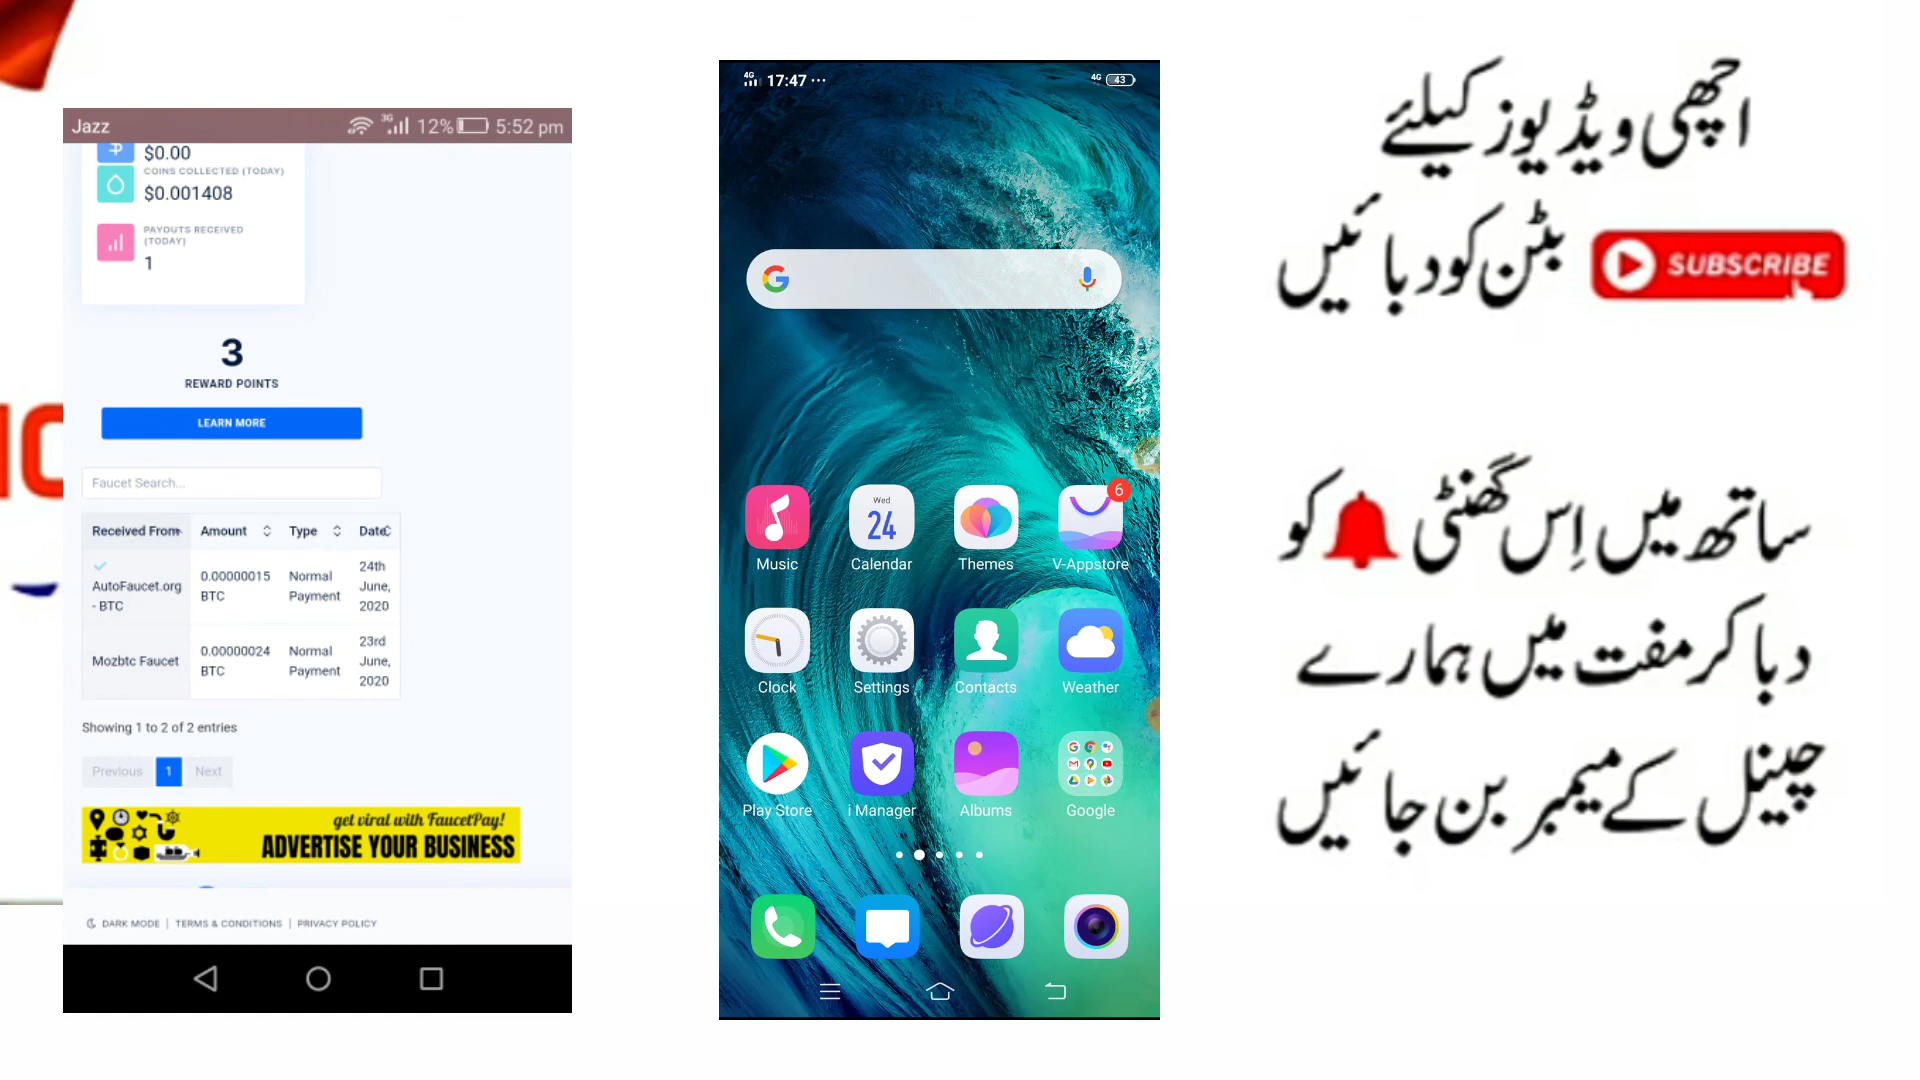 Jazz
3G 12% 5:52 pm
$0.00
COINS COLLECTED (TODAY)
$0.001408
PAYOUTS RECEIVED
(TODAY)
1
3
REWARD POINTS
LEARN MORE
Faucet Search...
Received From Amount Type Date
AutoFaucet.org - BTC 0.00000015 BTC Normal Payment 24th June, 2020
Mozbtc Faucet 0.00000024 BTC Normal Payment 23rd June, 2020
Showing 1 to 2 of 2 entries
Previous 1 Next
get viral with FaucetPay!
ADVERTISE YOUR BUSINESS
DARK MODE | TERMS & CONDITIONS | PRIVACY POLICY
4G 17:47 ··· 4G 43
6
Wed
24
Music Calendar Themes V-Appstore
Clock Settings Contacts Weather
Play Store i Manager Albums Google
اچھی ویڈیوز کیلئے
SUBSCRIBE بٹن کو دبائیں
ساتھ میں اِس گھنٹی کو
دبا کر مفت میں ہمارے
چینل کے میمبر بن جائیں